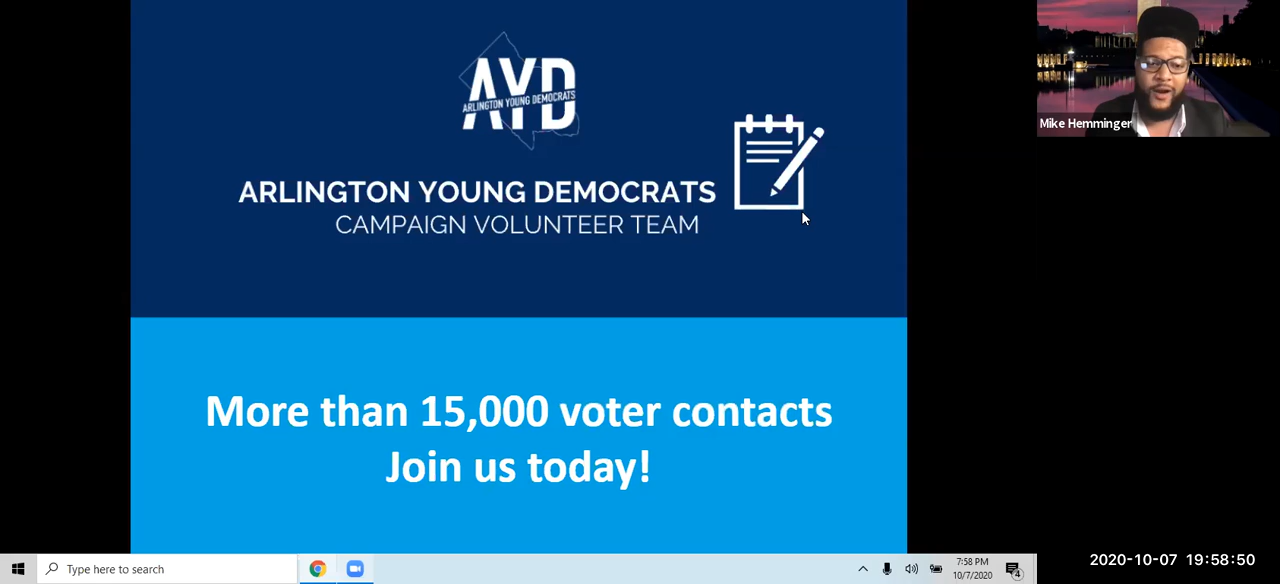 AYD
ARLINGTON YOUNG DEMOCRATS
ARLINGTON YOUNG DEMOCRATS
CAMPAIGN VOLUNTEER TEAM
More than 15,000 voter contacts
Join us today!
Mike Hemminger
Type here to search
7:58 PM
10/7/2020
4
2020-10-07 19:58:50